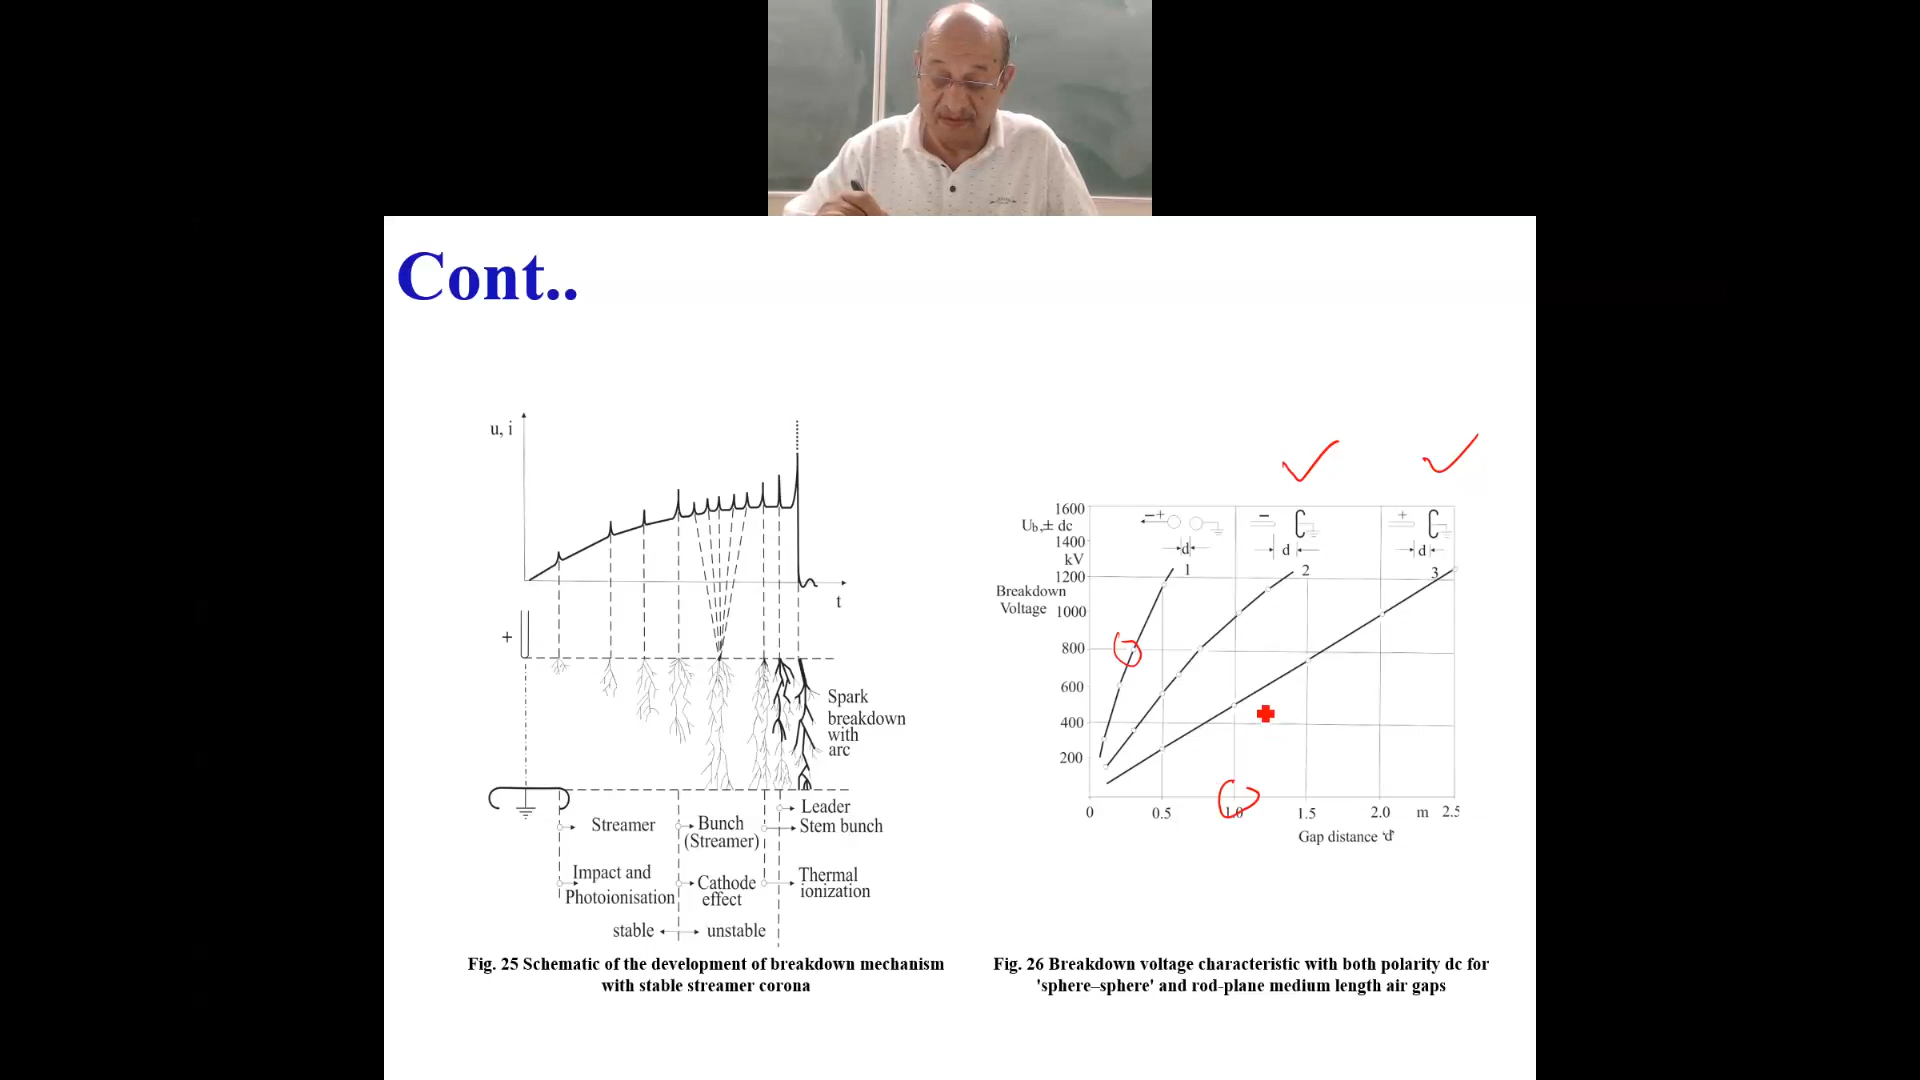 Cont..
u, i
t
+
Spark
breakdown
with
arc
Streamer
Bunch
(Streamer)
Leader
Stem bunch
Impact and
Photoionisation
Cathode
effect
Thermal
ionization
stable
unstable
Fig. 25 Schematic of the development of breakdown mechanism
with stable streamer corona
1600
Ub,± dc
1400
kV
1200
Breakdown
Voltage 1000
800
600
400
200
−+
d
1
−
d
2
+
d
3
0 0.5 1.0 1.5 2.0 m 2.5
Gap distance 'd'
Fig. 26 Breakdown voltage characteristic with both polarity dc for
'sphere–sphere' and rod-plane medium length air gaps